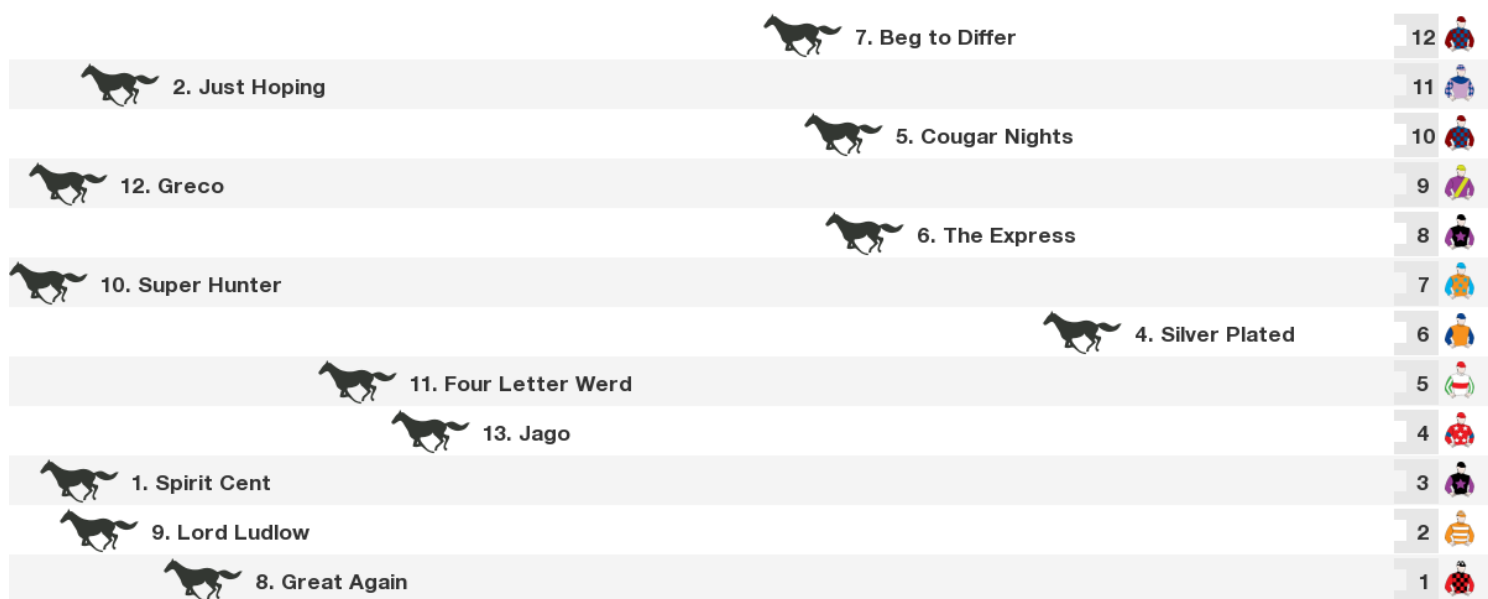 7. Beg to Differ 12
2. Just Hoping 11
5. Cougar Nights 10
12. Greco 9
6. The Express 8
10. Super Hunter 7
4. Silver Plated 6
11. Four Letter Werd 5
13. Jago 4
1. Spirit Cent 3
9. Lord Ludlow 2
8. Great Again 1